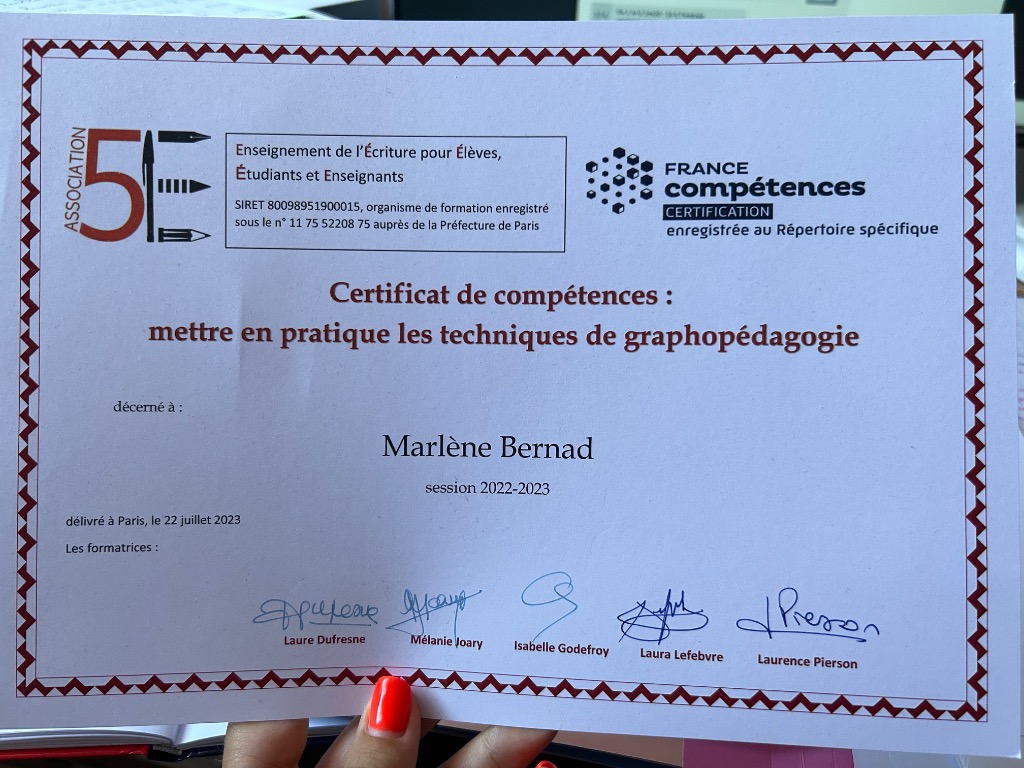 ASSOCIATION
5E
Enseignement de l'Écriture pour Élèves,
Étudiants et Enseignants
SIRET 80098951900015, organisme de formation enregistré
sous le n° 11 75 52208 75 auprès de la Préfecture de Paris
FRANCE
compétences
CERTIFICATION
enregistrée au Répertoire spécifique
Certificat de compétences :
mettre en pratique les techniques de graphopédagogie
décerné à :
Marlène Bernad
session 2022-2023
délivré à Paris, le 22 juillet 2023
Les formatrices :
JPierson
Laure Dufresne
Mélanie Joary
Isabelle Godefroy
Laura Lefebvre
Laurence Pierson